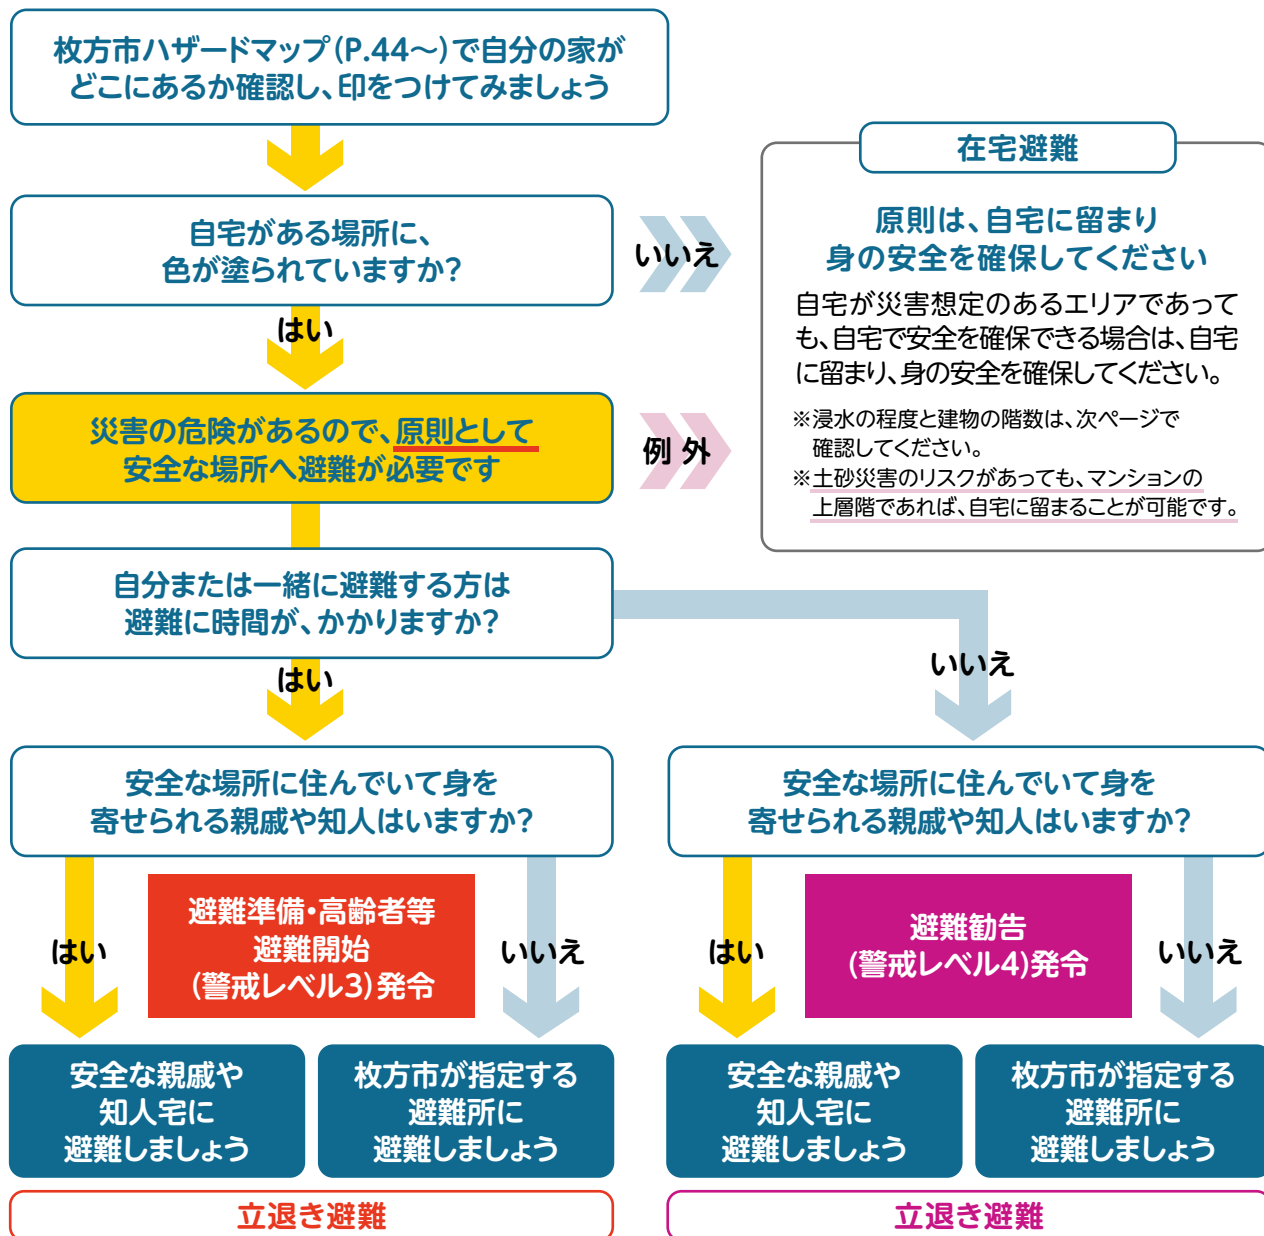 枚方市ハザードマップ(P.44～)で自分の家が
どこにあるか確認し、印をつけてみましょう
自宅がある場所に、
色が塗られていますか?
いいえ
はい
在宅避難
原則は、自宅に留まり
身の安全を確保してください
自宅が災害想定のあるエリアであって
も、自宅で安全を確保できる場合は、自宅
に留まり、身の安全を確保してください。
※浸水の程度と建物の階数は、次ページで
確認してください。
※土砂災害のリスクがあっても、マンションの
上層階であれば、自宅に留まることが可能です。
災害の危険があるので、原則として
安全な場所へ避難が必要です
例外
自分または一緒に避難する方は
避難に時間が、かかりますか?
はい
いいえ
安全な場所に住んでいて身を
寄せられる親戚や知人はいますか?
はい
避難準備・高齢者等
避難開始
(警戒レベル3)発令
いいえ
安全な親戚や
知人宅に
避難しましょう
枚方市が指定する
避難所に
避難しましょう
立退き避難
安全な場所に住んでいて身を
寄せられる親戚や知人はいますか?
はい
避難勧告
(警戒レベル4)発令
いいえ
安全な親戚や
知人宅に
避難しましょう
枚方市が指定する
避難所に
避難しましょう
立退き避難